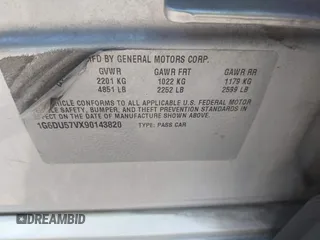 MFD BY GENERAL MOTORS CORP.
GVWR GAWR FRT GAWR RR
2201 KG 1022 KG 1179 KG
4851 LB 2252 LB 2599 LB
VEHICLE CONFORMS TO ALL APPLICABLE U.S. FEDERAL MOTOR
SAFETY, BUMPER, AND THEFT PREVENTION STANDARDS IN
EFFECT ON THE DATE OF MANUFACTURE SHOWN ABOVE.
1G6DU57VX90143820 TYPE: PASS CAR